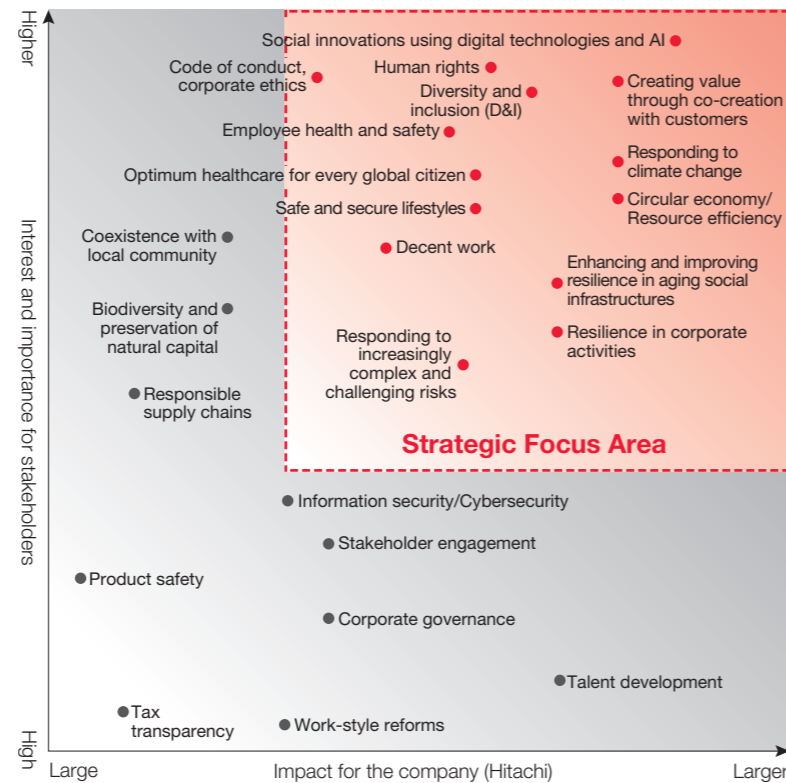 Higher
Interest and importance for stakeholders
High
Social innovations using digital technologies and AI
Code of conduct,
corporate ethics
Human rights
Diversity and
inclusion (D&I)
Creating value
through co-creation
with customers
Employee health and safety
Responding to
climate change
Optimum healthcare for every global citizen
Circular economy/
Resource efficiency
Safe and secure lifestyles
Coexistence with
local community
Decent work
Enhancing and improving
resilience in aging social
infrastructures
Biodiversity and
preservation of
natural capital
Resilience in corporate
activities
Responding to
increasingly
complex and
challenging risks
Responsible
supply chains
Strategic Focus Area
Information security/Cybersecurity
Stakeholder engagement
Product safety
Corporate governance
Talent development
Tax
transparency
Work-style reforms
Large
Impact for the company (Hitachi)
Larger